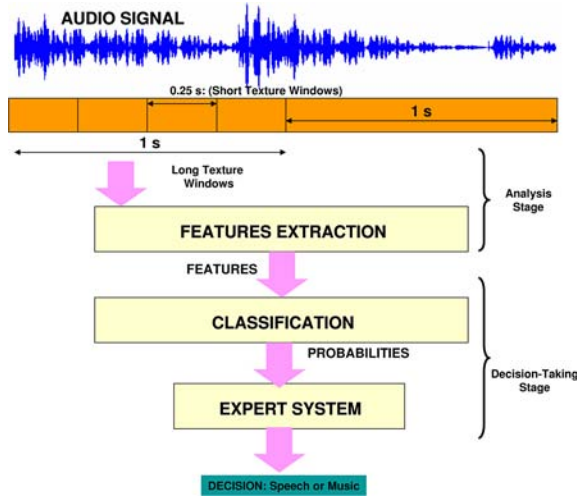 AUDIO SIGNAL
0.25 s: (Short Texture Windows)
1 s
1 s
Long Texture
Windows
Analysis
Stage
FEATURES EXTRACTION
FEATURES
CLASSIFICATION
PROBABILITIES
Decision-Taking
Stage
EXPERT SYSTEM
DECISION: Speech or Music